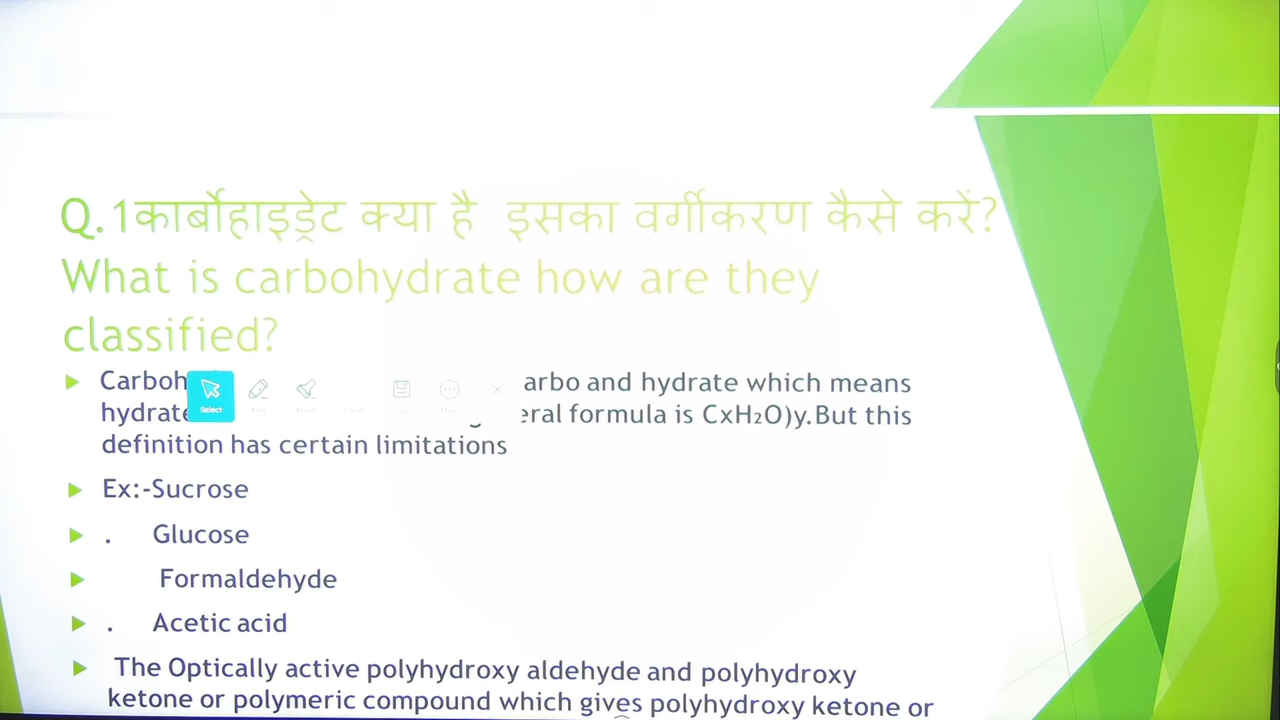 Q.1कार्बोहाइड्रेट क्या है इसका वर्गीकरण कैसे करें?
What is carbohydrate how are they
classified?
Carboh arbo and hydrate which means
hydrate eral formula is CxH₂O)y.But this
definition has certain limitations
Ex:-Sucrose
. Glucose
Formaldehyde
. Acetic acid
The Optically active polyhydroxy aldehyde and polyhydroxy
ketone or polymeric compound which gives polyhydroxy ketone or
Select